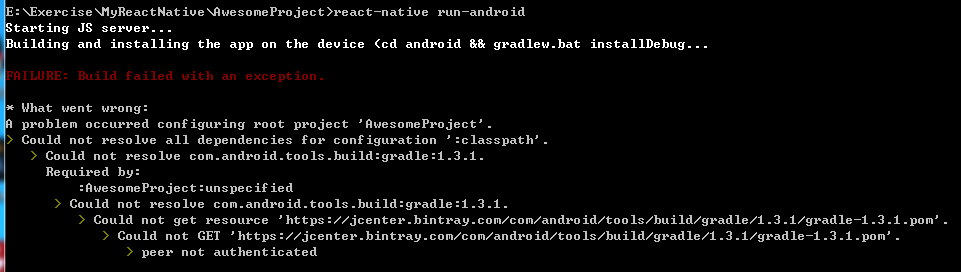 E:\Exercise\MyReactNative\AwesomeProject>react-native run-android
Starting JS server...
Building and installing the app on the device (cd android && gradlew.bat installDebug...
FAILURE: Build failed with an exception.
* What went wrong:
A problem occurred configuring root project 'AwesomeProject'.
> Could not resolve all dependencies for configuration ':classpath'.
> Could not resolve com.android.tools.build:gradle:1.3.1.
Required by:
:AwesomeProject:unspecified
> Could not resolve com.android.tools.build:gradle:1.3.1.
> Could not get resource 'https://jcenter.bintray.com/com/android/tools/build/gradle/1.3.1/gradle-1.3.1.pom'.
> Could not GET 'https://jcenter.bintray.com/com/android/tools/build/gradle/1.3.1/gradle-1.3.1.pom'.
> peer not authenticated